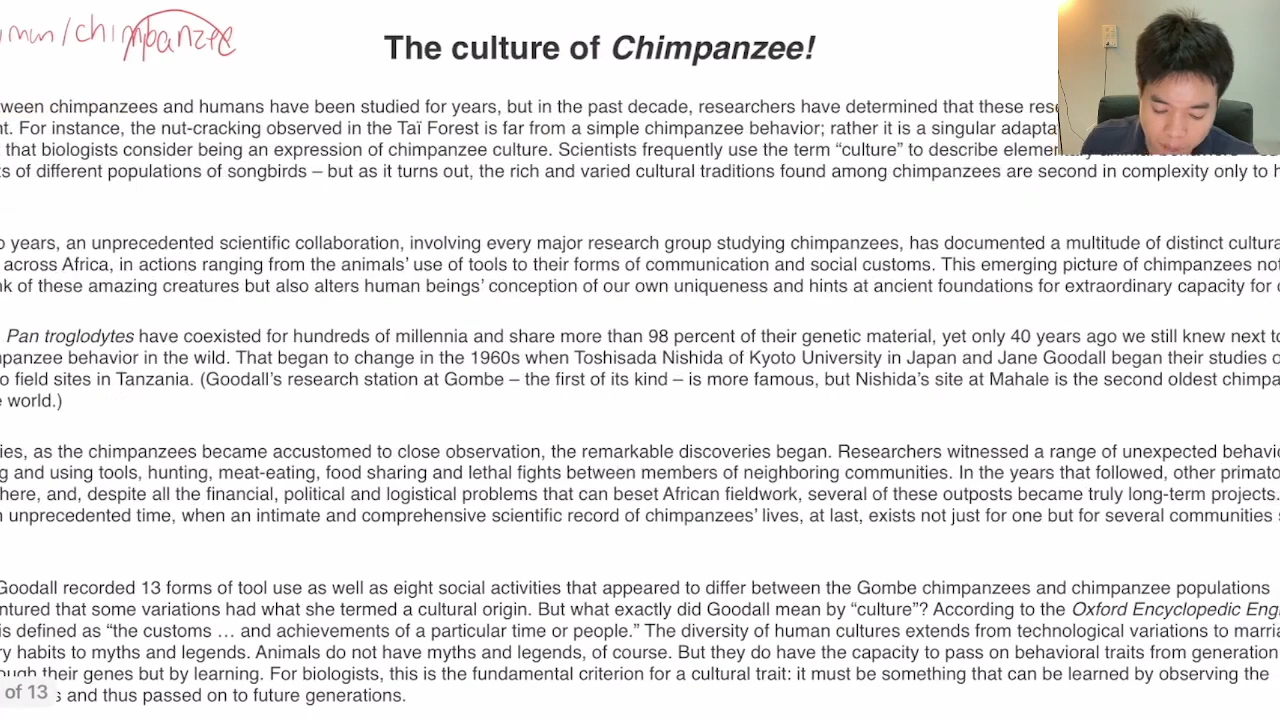 mmn/chimpanzee
The culture of Chimpanzee!
ween chimpanzees and humans have been studied for years, but in the past decade, researchers have determined that these rese
nt. For instance, the nut-cracking observed in the Taï Forest is far from a simple chimpanzee behavior; rather it is a singular adapta
that biologists consider being an expression of chimpanzee culture. Scientists frequently use the term “culture” to describe elementary
ts of different populations of songbirds – but as it turns out, the rich and varied cultural traditions found among chimpanzees are second in complexity only to h
o years, an unprecedented scientific collaboration, involving every major research group studying chimpanzees, has documented a multitude of distinct cultura
across Africa, in actions ranging from the animals’ use of tools to their forms of communication and social customs. This emerging picture of chimpanzees not
nk of these amazing creatures but also alters human beings’ conception of our own uniqueness and hints at ancient foundations for extraordinary capacity for c
Pan troglodytes have coexisted for hundreds of millennia and share more than 98 percent of their genetic material, yet only 40 years ago we still knew next to
mpanzee behavior in the wild. That began to change in the 1960s when Toshisada Nishida of Kyoto University in Japan and Jane Goodall began their studies o
o field sites in Tanzania. (Goodall’s research station at Gombe – the first of its kind – is more famous, but Nishida’s site at Mahale is the second oldest chimpa
e world.)
ies, as the chimpanzees became accustomed to close observation, the remarkable discoveries began. Researchers witnessed a range of unexpected behavio
g and using tools, hunting, meat-eating, food sharing and lethal fights between members of neighboring communities. In the years that followed, other primato
here, and, despite all the financial, political and logistical problems that can beset African fieldwork, several of these outposts became truly long-term projects.
n unprecedented time, when an intimate and comprehensive scientific record of chimpanzees’ lives, at last, exists not just for one but for several communities s
Goodall recorded 13 forms of tool use as well as eight social activities that appeared to differ between the Gombe chimpanzees and chimpanzee populations
ntured that some variations had what she termed a cultural origin. But what exactly did Goodall mean by “culture”? According to the Oxford Encyclopedic Eng
is defined as “the customs … and achievements of a particular time or people.” The diversity of human cultures extends from technological variations to marria
ry habits to myths and legends. Animals do not have myths and legends, of course. But they do have the capacity to pass on behavioral traits from generation
ough their genes but by learning. For biologists, this is the fundamental criterion for a cultural trait: it must be something that can be learned by observing the
of 13 s and thus passed on to future generations.